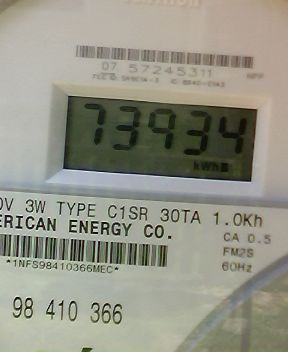 07 57245311
73934
kWh
0V 3W TYPE C1SR 30TA 1.0Kh
ERICAN ENERGY CO.
CA 0.5
FM2S
*1NFS98410366MEC*
60Hz
98 410 366